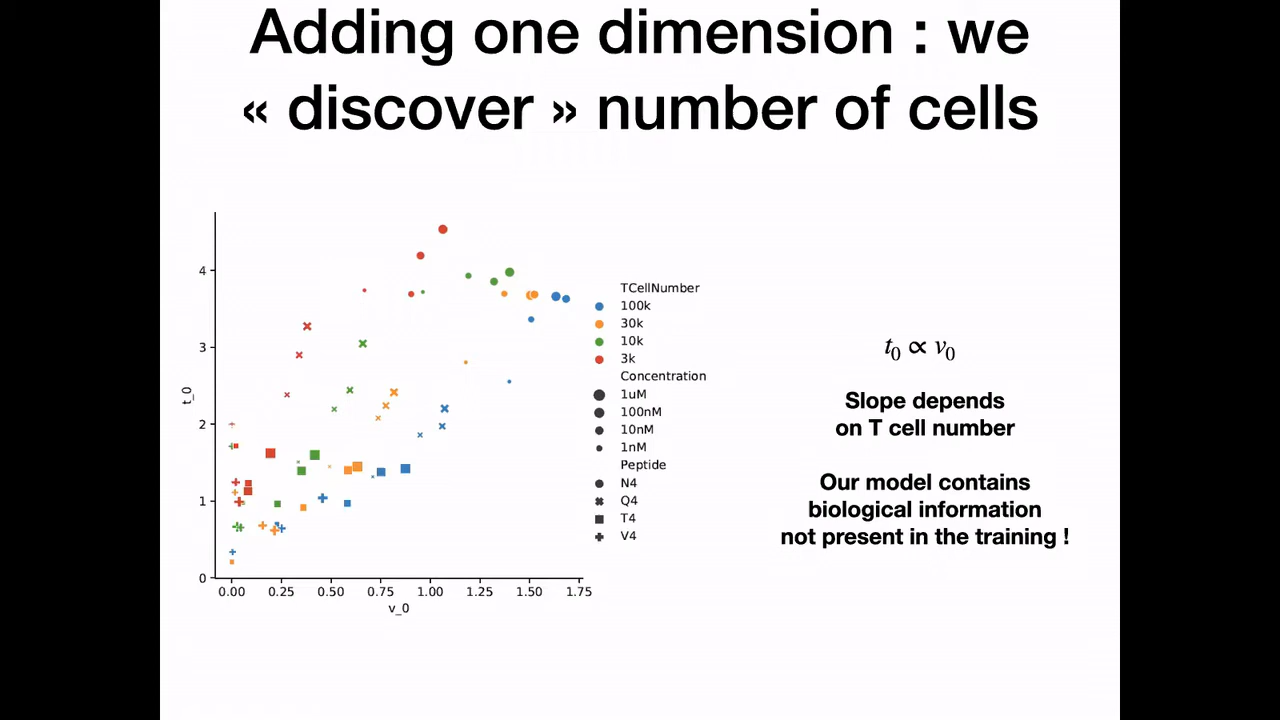 Adding one dimension : we
« discover » number of cells
t_0
4
3
2
1
0
0.00 0.25 0.50 0.75 1.00 1.25 1.50 1.75
v_0
TCellNumber
100k
30k
10k
3k
Concentration
1uM
100nM
10nM
1nM
Peptide
N4
Q4
T4
V4
t₀ ∝ v₀
Slope depends
on T cell number
Our model contains
biological information
not present in the training !